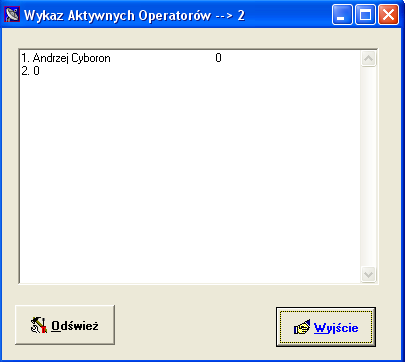 Wykaz Aktywnych Operatorów --> 2
1. Andrzej Cyboron 0
2. 0
Odśwież
Wyjście